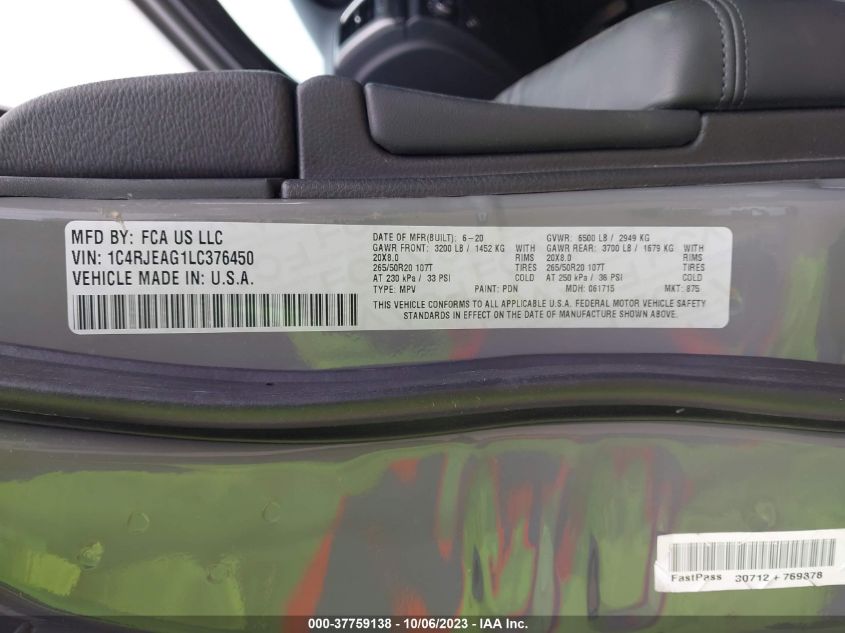 MFD BY: FCA US LLC
VIN: 1C4RJEAG1LC376450
VEHICLE MADE IN: U.S.A.
DATE OF MFR(BUILT): 6-20 GVWR: 6500 LB / 2949 KG
GAWR FRONT: 3200 LB / 1452 KG GAWR REAR: 3700 LB / 1679 KG
20X8.0 RIMS 20X8.0 RIMS
265/50R20 107T TIRES 265/50R20 107T TIRES
AT 230 kPa / 33 PSI COLD AT 250 kPa / 36 PSI COLD
TYPE: MPV PAINT: PDN MDH: 061715 MKT: 875
THIS VEHICLE CONFORMS TO ALL APPLICABLE U.S.A. FEDERAL MOTOR VEHICLE SAFETY
STANDARDS IN EFFECT ON THE DATE OF MANUFACTURE SHOWN ABOVE.
FastPass 30712 + 769378
000-37759138 - 10/06/2023 - IAA Inc.